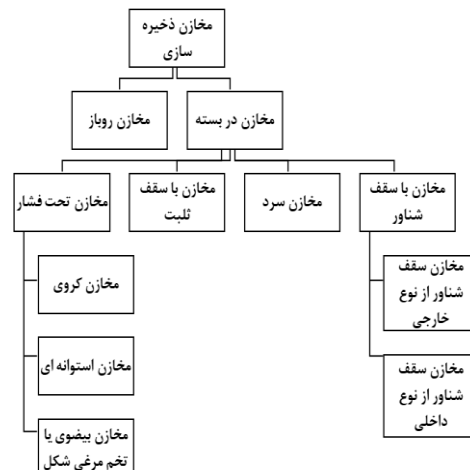 مخازن ذخیره
سازی
مخازن در بسته
مخازن روباز
مخازن با سقف
شناور
مخازن سرد
مخازن با سقف
ثلبت
مخازن تحت فشار
مخازن سقف
شناور از نوع
خارجی
مخازن سقف
شناور از نوع
داخلی
مخازن کروی
مخازن استوانه ای
مخازن بیضوی یا
تخم مرغی شکل